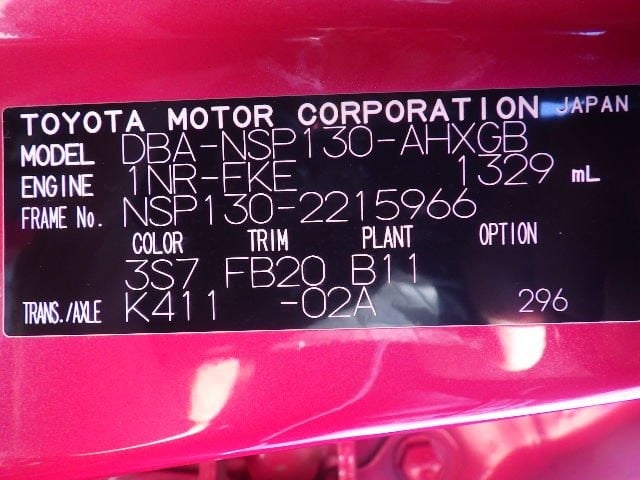 TOYOTA MOTOR CORPORATION JAPAN
MODEL DBA-NSP130-AHXGB
ENGINE 1NR-FKE 1329 mL
FRAME No. NSP130-2215966
COLOR TRIM PLANT OPTION
3S7 FB20 B11
TRANS./AXLE K411 -02A 296